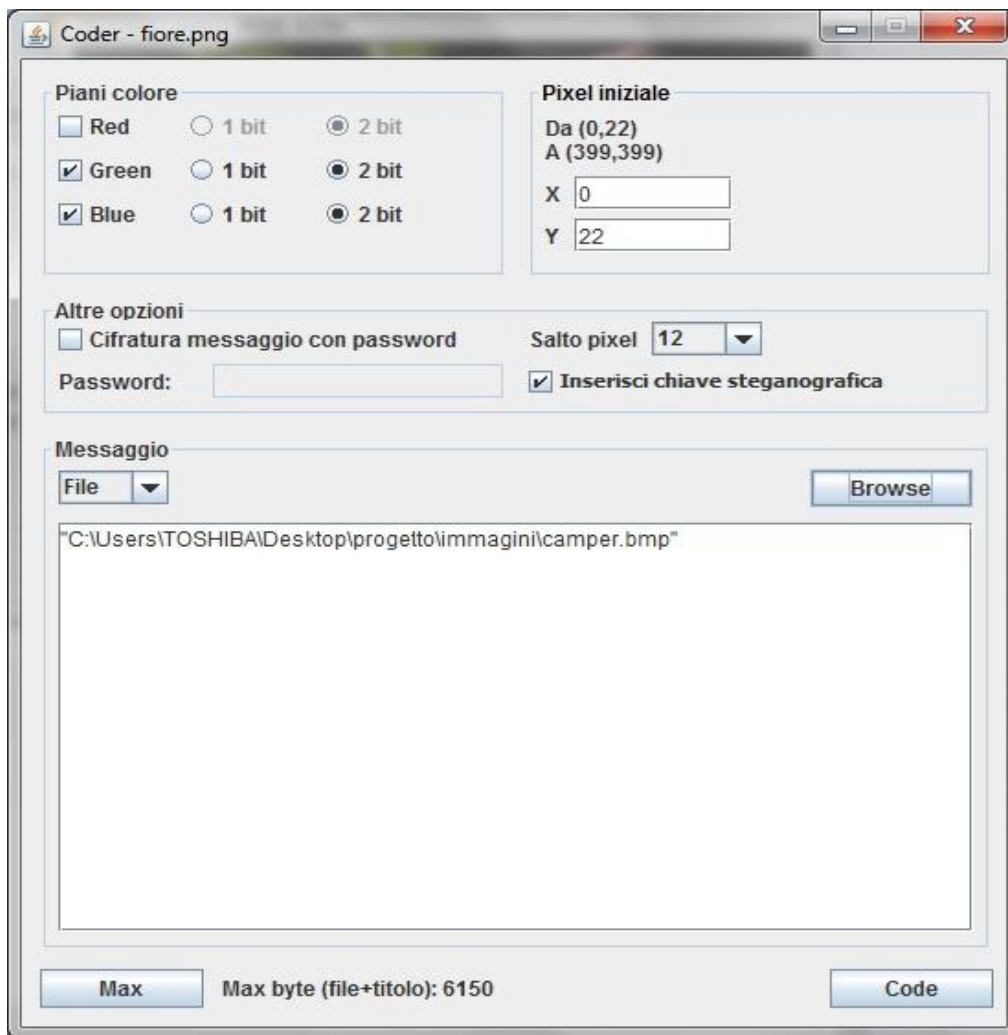 Coder - fiore.png
Piani colore
Red 1 bit 2 bit
Green 1 bit 2 bit
Blue 1 bit 2 bit
Pixel iniziale
Da (0,22)
A (399,399)
X 0
Y 22
Altre opzioni
Cifratura messaggio con password
Salto pixel 12
Password:
Inserisci chiave steganografica
Messaggio
File
Browse
"C:\Users\TOSHIBA\Desktop\progetto\immagini\camper.bmp"
Max
Max byte (file+titolo): 6150
Code